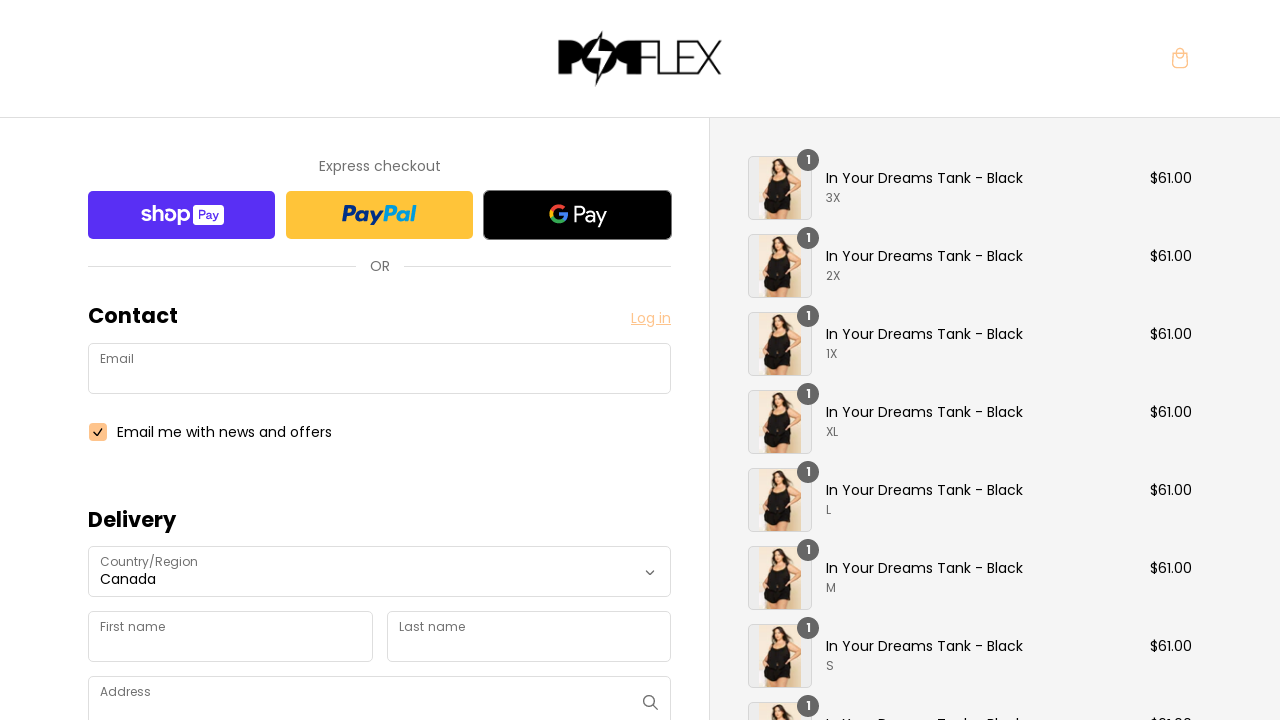 POPFLEX
Express checkout
shop Pay
PayPal
G Pay
OR
Contact
Log in
Email
Email me with news and offers
Delivery
Country/Region
Canada
First name
Last name
Address
1
In Your Dreams Tank - Black
$61.00
3X
1
In Your Dreams Tank - Black
$61.00
2X
1
In Your Dreams Tank - Black
$61.00
1X
1
In Your Dreams Tank - Black
$61.00
XL
1
In Your Dreams Tank - Black
$61.00
L
1
In Your Dreams Tank - Black
$61.00
M
1
In Your Dreams Tank - Black
$61.00
S
1